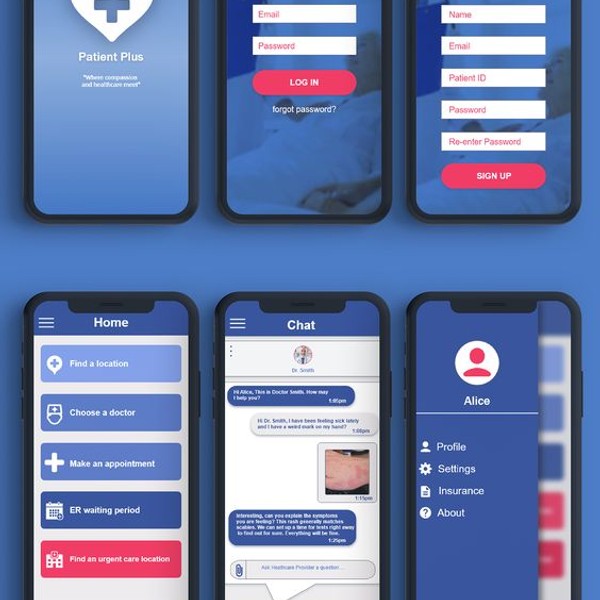 Patient Plus
"Where compassion
and healthcare meet"
Email
Password
LOG IN
forgot password?
Name
Email
Patient ID
Password
Re-enter Password
SIGN UP
Home
Find a location
Choose a doctor
Make an appointment
ER waiting period
Find an urgent care location
Chat
Dr. Smith
Hi Alice, This is Doctor Smith. How may
I help you?
1:05pm
Hi Dr. Smith, I have been feeling sick lately
and I have a weird mark on my hand?
1:08pm
1:15pm
Interesting, can you explain the symptoms
you are feeling? This rash generally matches
scabies. We can set up a time for tests right away
to find out for sure. Everything will be fine.
1:25pm
Ask Healthcare Provider a question...
Alice
Profile
Settings
Insurance
About